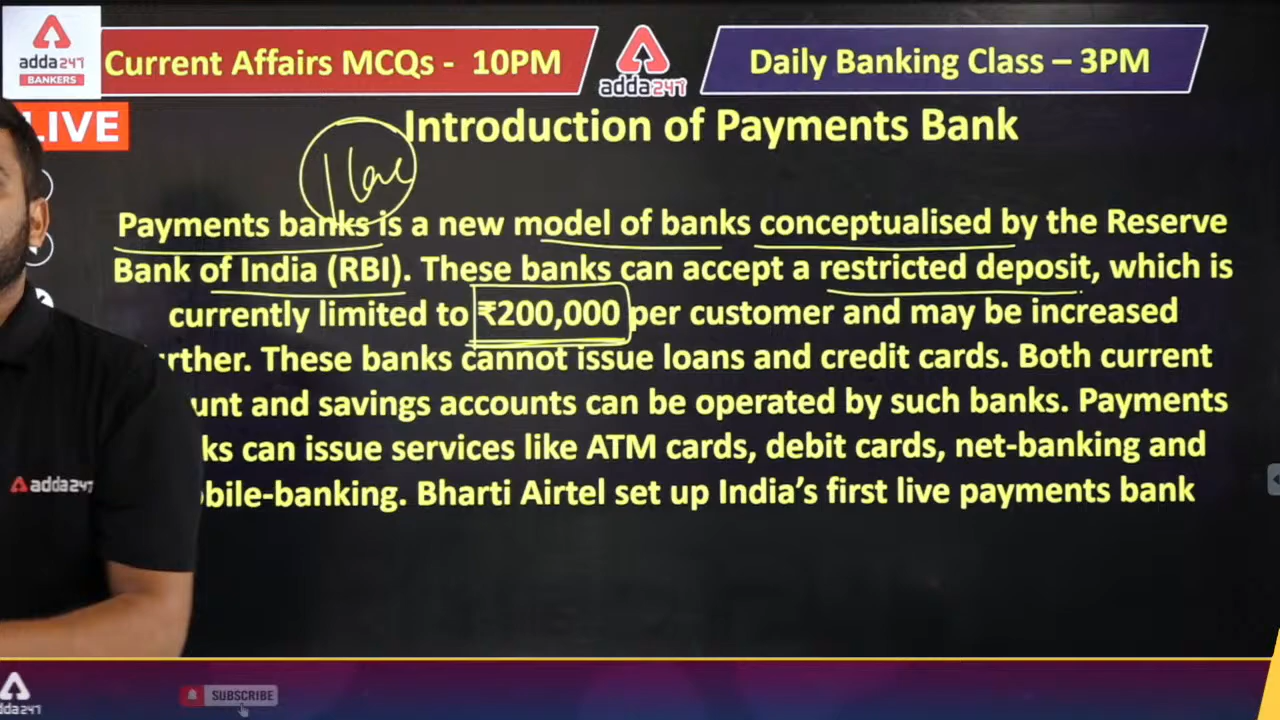 adda247
BANKERS
Current Affairs MCQs - 10PM
adda247
Daily Banking Class – 3PM
LIVE
Introduction of Payments Bank
1 lac
Payments banks is a new model of banks conceptualised by the Reserve
Bank of India (RBI). These banks can accept a restricted deposit, which is
currently limited to ₹200,000 per customer and may be increased
rther. These banks cannot issue loans and credit cards. Both current
unt and savings accounts can be operated by such banks. Payments
ks can issue services like ATM cards, debit cards, net-banking and
bile-banking. Bharti Airtel set up India's first live payments bank
adda247
dda247
SUBSCRIBE